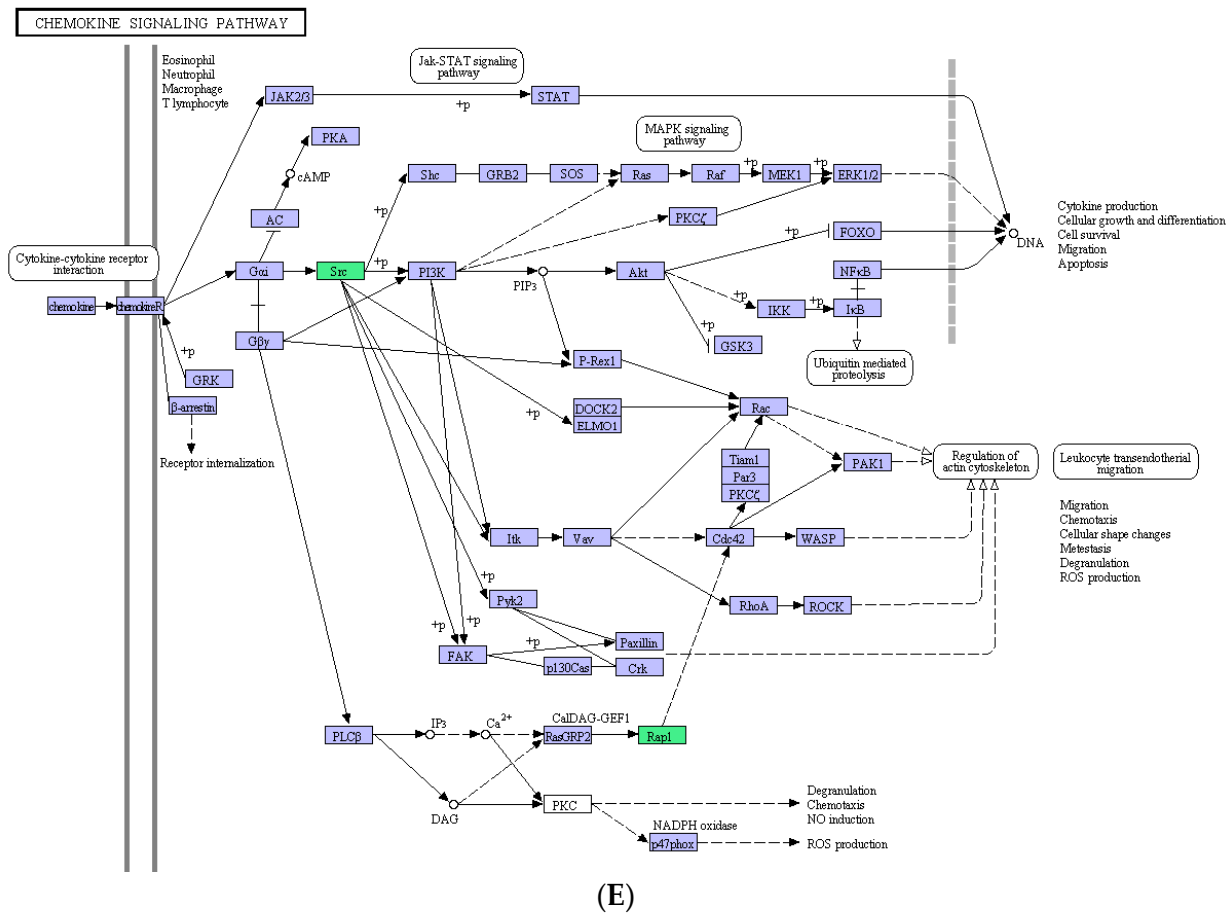 CHEMOKINE SIGNALING PATHWAY
Eosinophil
Neutrophil
Macrophage
T lymphocyte
Jak-STAT signaling
pathway
JAK2/3
+p
STAT
MAPK signaling
pathway
PKA
cAMP
AC
Shc
GRB2
SOS
Ras
Raf
+p
MEK1
+p
ERK1/2
+p
PKCζ
Cytokine production
Cellular growth and differentiation
Cell survival
Migration
Apoptosis
+p
FOXO
DNA
Cytokine-cytokine receptor
interaction
Gαi
Src
+p
PI3K
PIP3
Akt
NFκB
chemokine
chemokineR
+p
IKK
+p
IκB
+p
GSK3
Gβγ
+p
GRK
β-arrestin
Receptor internalization
P-Rex1
Ubiquitin mediated
proteolysis
+p
DOCK2
ELMO1
Rac
Tiam1
Par3
PKCζ
PAK1
Regulation of
actin cytoskeleton
Leukocyte transendotherial
migration
Migration
Chemotaxis
Cellular shape changes
Metastasis
Degranulation
ROS production
Itk
Vav
Cdc42
WASP
+p
Pyk2
RhoA
ROCK
+p
+p
+p
Paxillin
FAK
p130Cas
Crk
PLCβ
IP3
Ca2+
CalDAG-GEF1
RasGRP2
Rap1
DAG
PKC
Degranulation
Chemotaxis
NO induction
NADPH oxidase
p47phox
ROS production
(E)